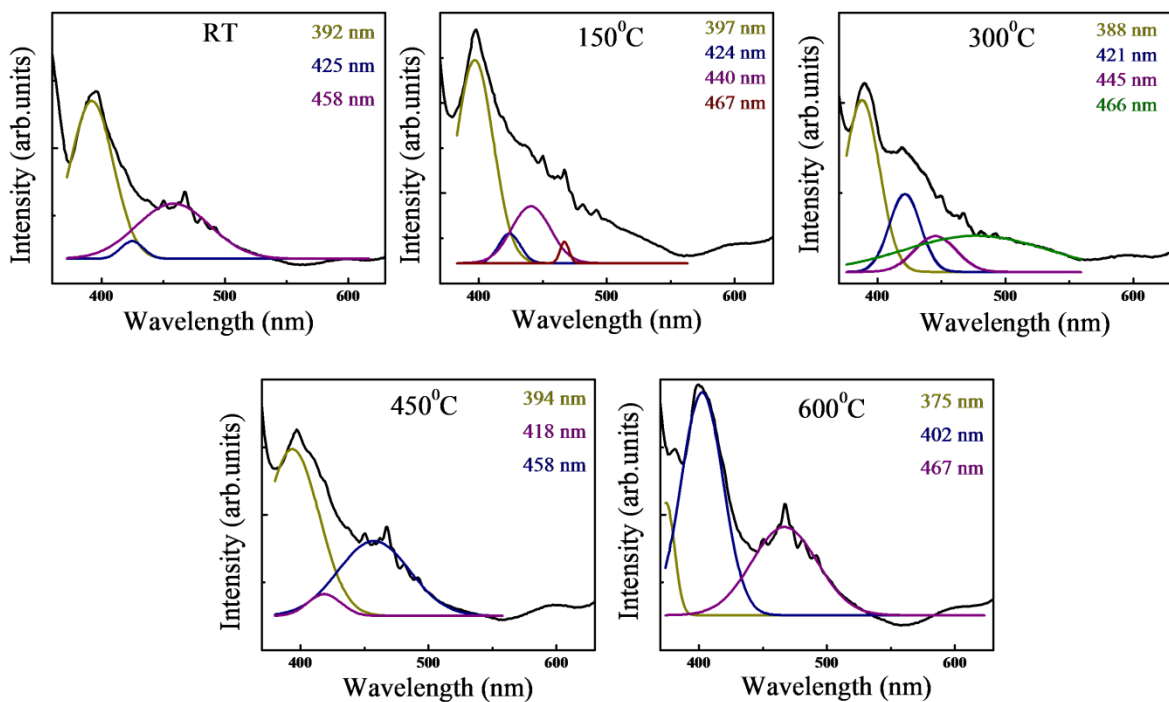 RT
392 nm
425 nm
458 nm
Intensity (arb.units)
400 500 600
Wavelength (nm)
150⁰C
397 nm
424 nm
440 nm
467 nm
Intensity (arb.units)
400 500 600
Wavelength (nm)
300⁰C
388 nm
421 nm
445 nm
466 nm
Intensity (arb.units)
400 500 600
Wavelength (nm)
450⁰C
394 nm
418 nm
458 nm
Intensity (arb.units)
400 500 600
Wavelength (nm)
600⁰C
375 nm
402 nm
467 nm
Intensity (arb.units)
400 500 600
Wavelength (nm)